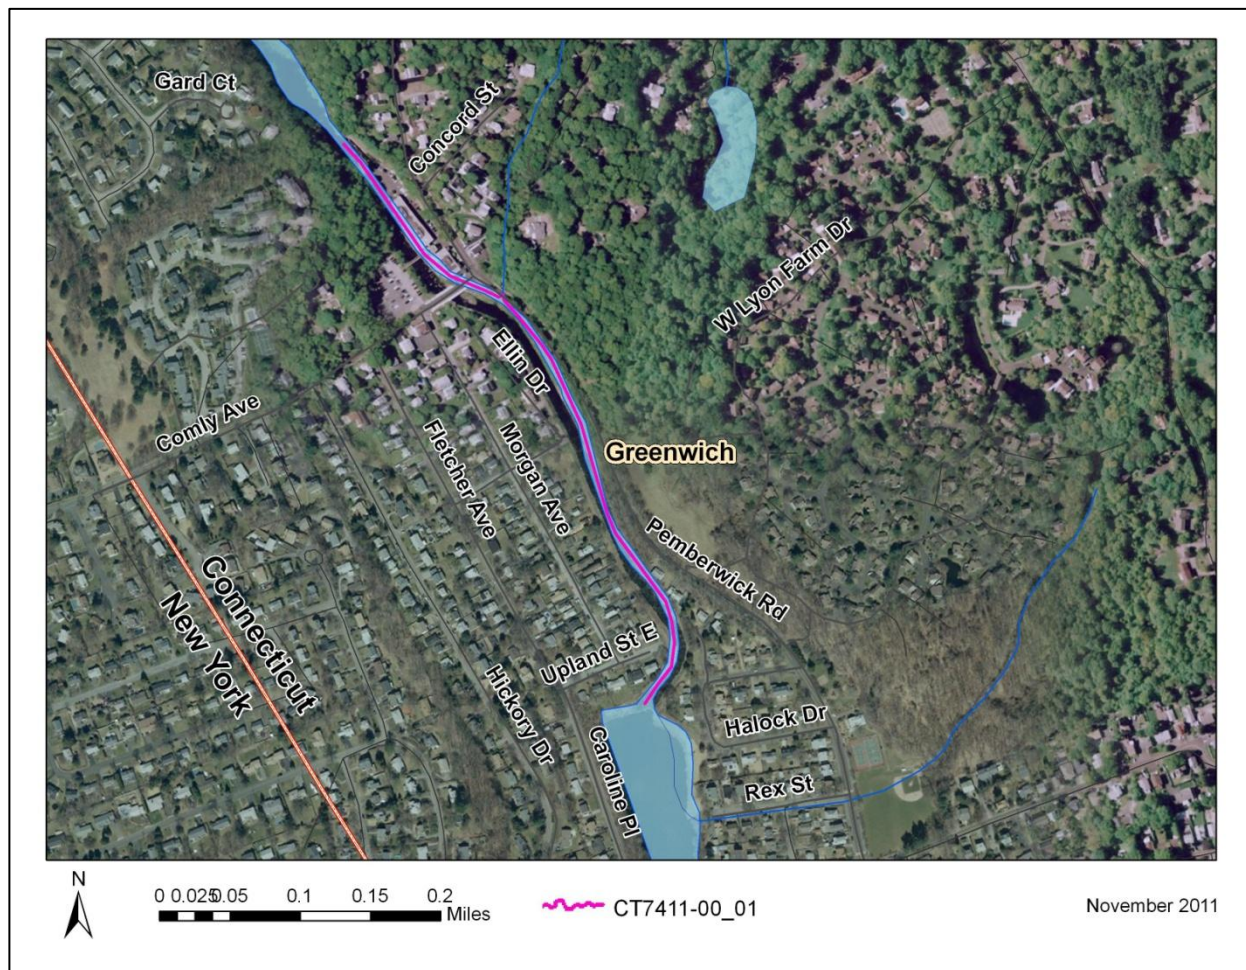 Gard Ct
Concord St
W Lyon Farm Dr
Ellin Dr
Comly Ave
Fletcher Ave
Morgan Ave
Greenwich
Pemberwick Rd
Connecticut
New York
Upland St E
Hickory Dr
Caroline Pl
Halock Dr
Rex St
N
0 0.025 0.05 0.1 0.15 0.2
Miles
CT7411-00_01
November 2011